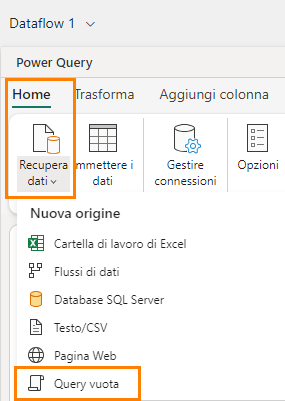 Dataflow 1
Power Query
Home Trasforma Aggiungi colonna
Recupera dati
mmettere i dati
Gestire connessioni
Opzioni
Nuova origine
Cartella di lavoro di Excel
Flussi di dati
Database SQL Server
Testo/CSV
Pagina Web
Query vuota